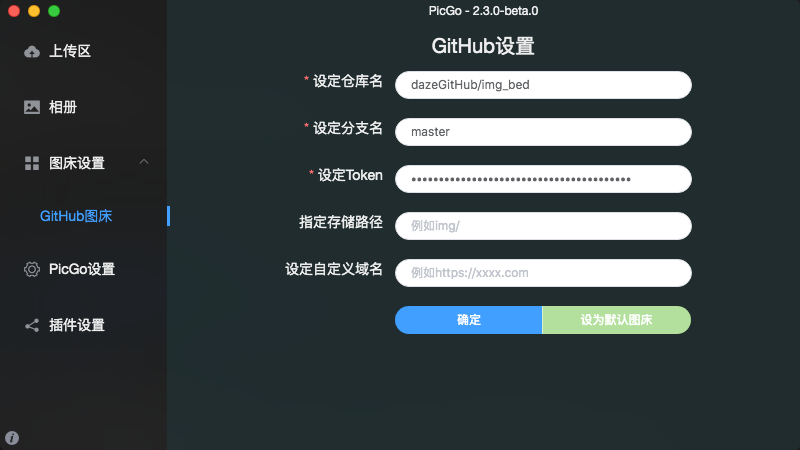 PicGo - 2.3.0-beta.0
上传区
相册
图床设置
GitHub图床
PicGo设置
插件设置
GitHub设置
* 设定仓库名
dazeGitHub/img_bed
* 设定分支名
master
* 设定Token
指定存储路径
例如img/
设定自定义域名
例如https://xxxx.com
确定
设为默认图床